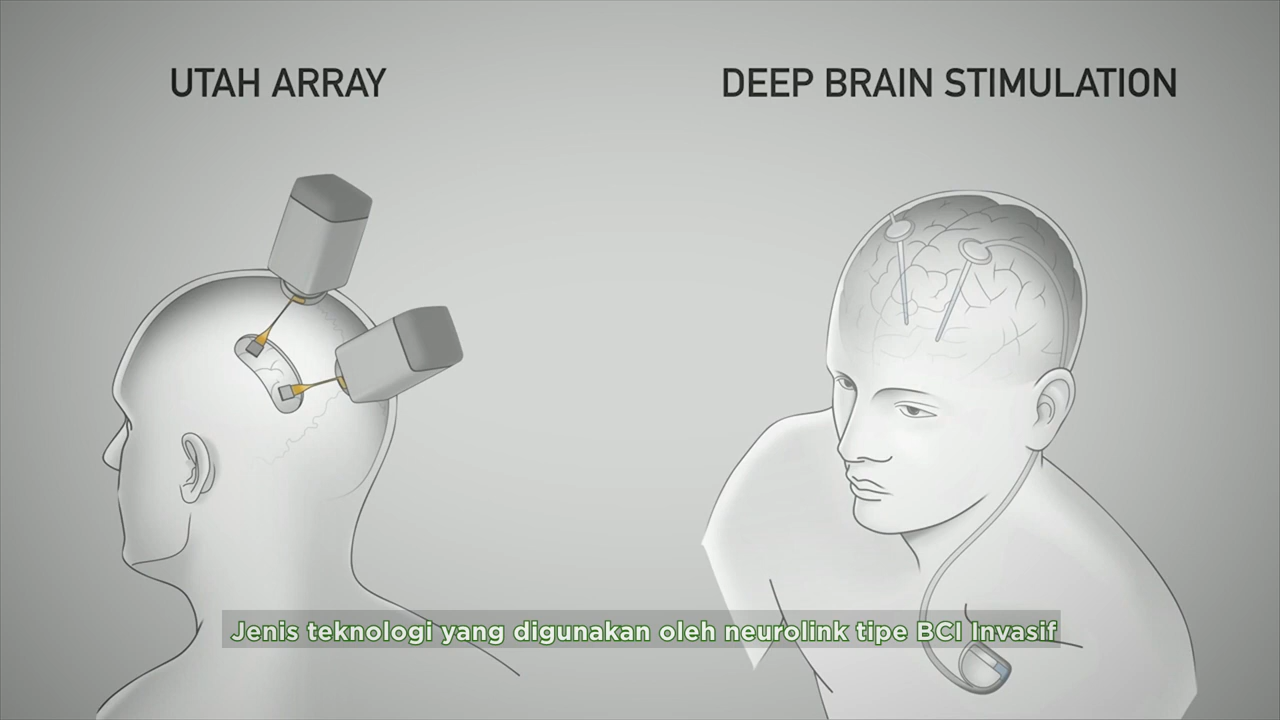 UTAH ARRAY
DEEP BRAIN STIMULATION
Jenis teknologi yang digunakan oleh neurolink tipe BCI Invasif